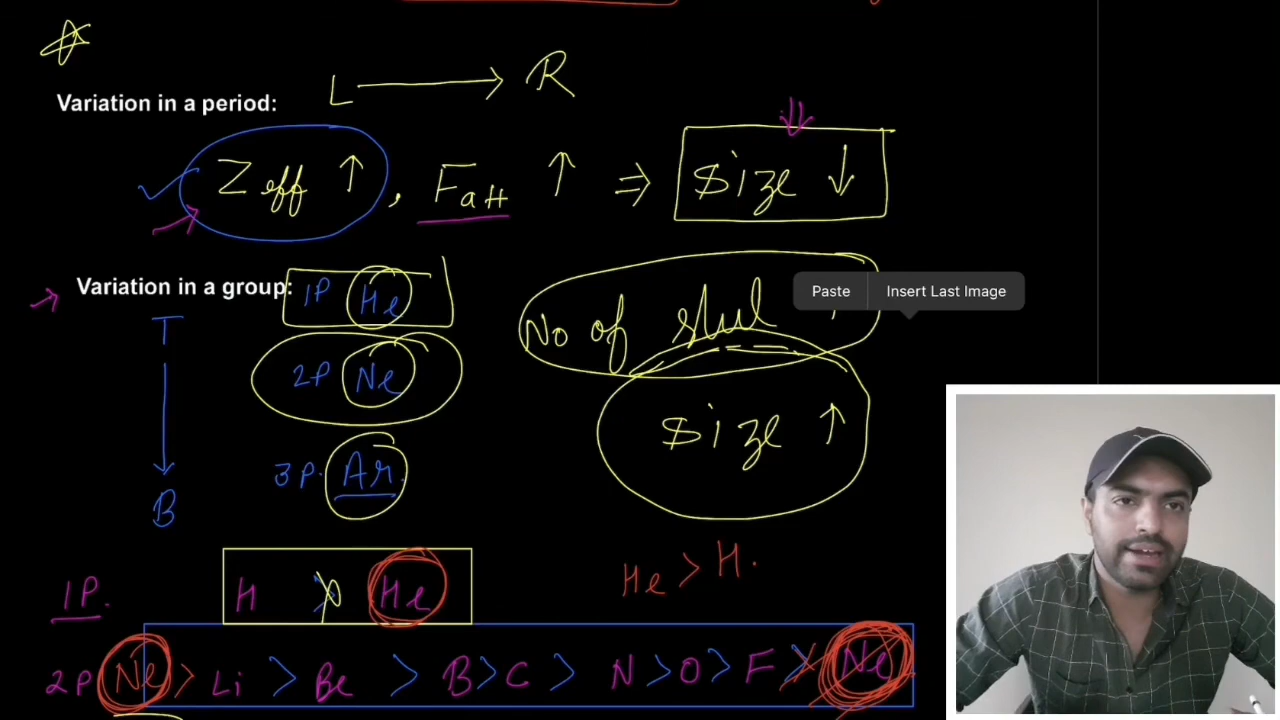 L → R
Variation in a period:
Zeff ↑ , Fatt ↑ ⇒ Size ↓
Variation in a group:
1P He
T
No of
Paste Insert Last Image
2P Ne
Size ↑
3P. Ar
B
He > H.
1P. H > He
2P Ne > Li > Be > B > C > N > O > F > Ne